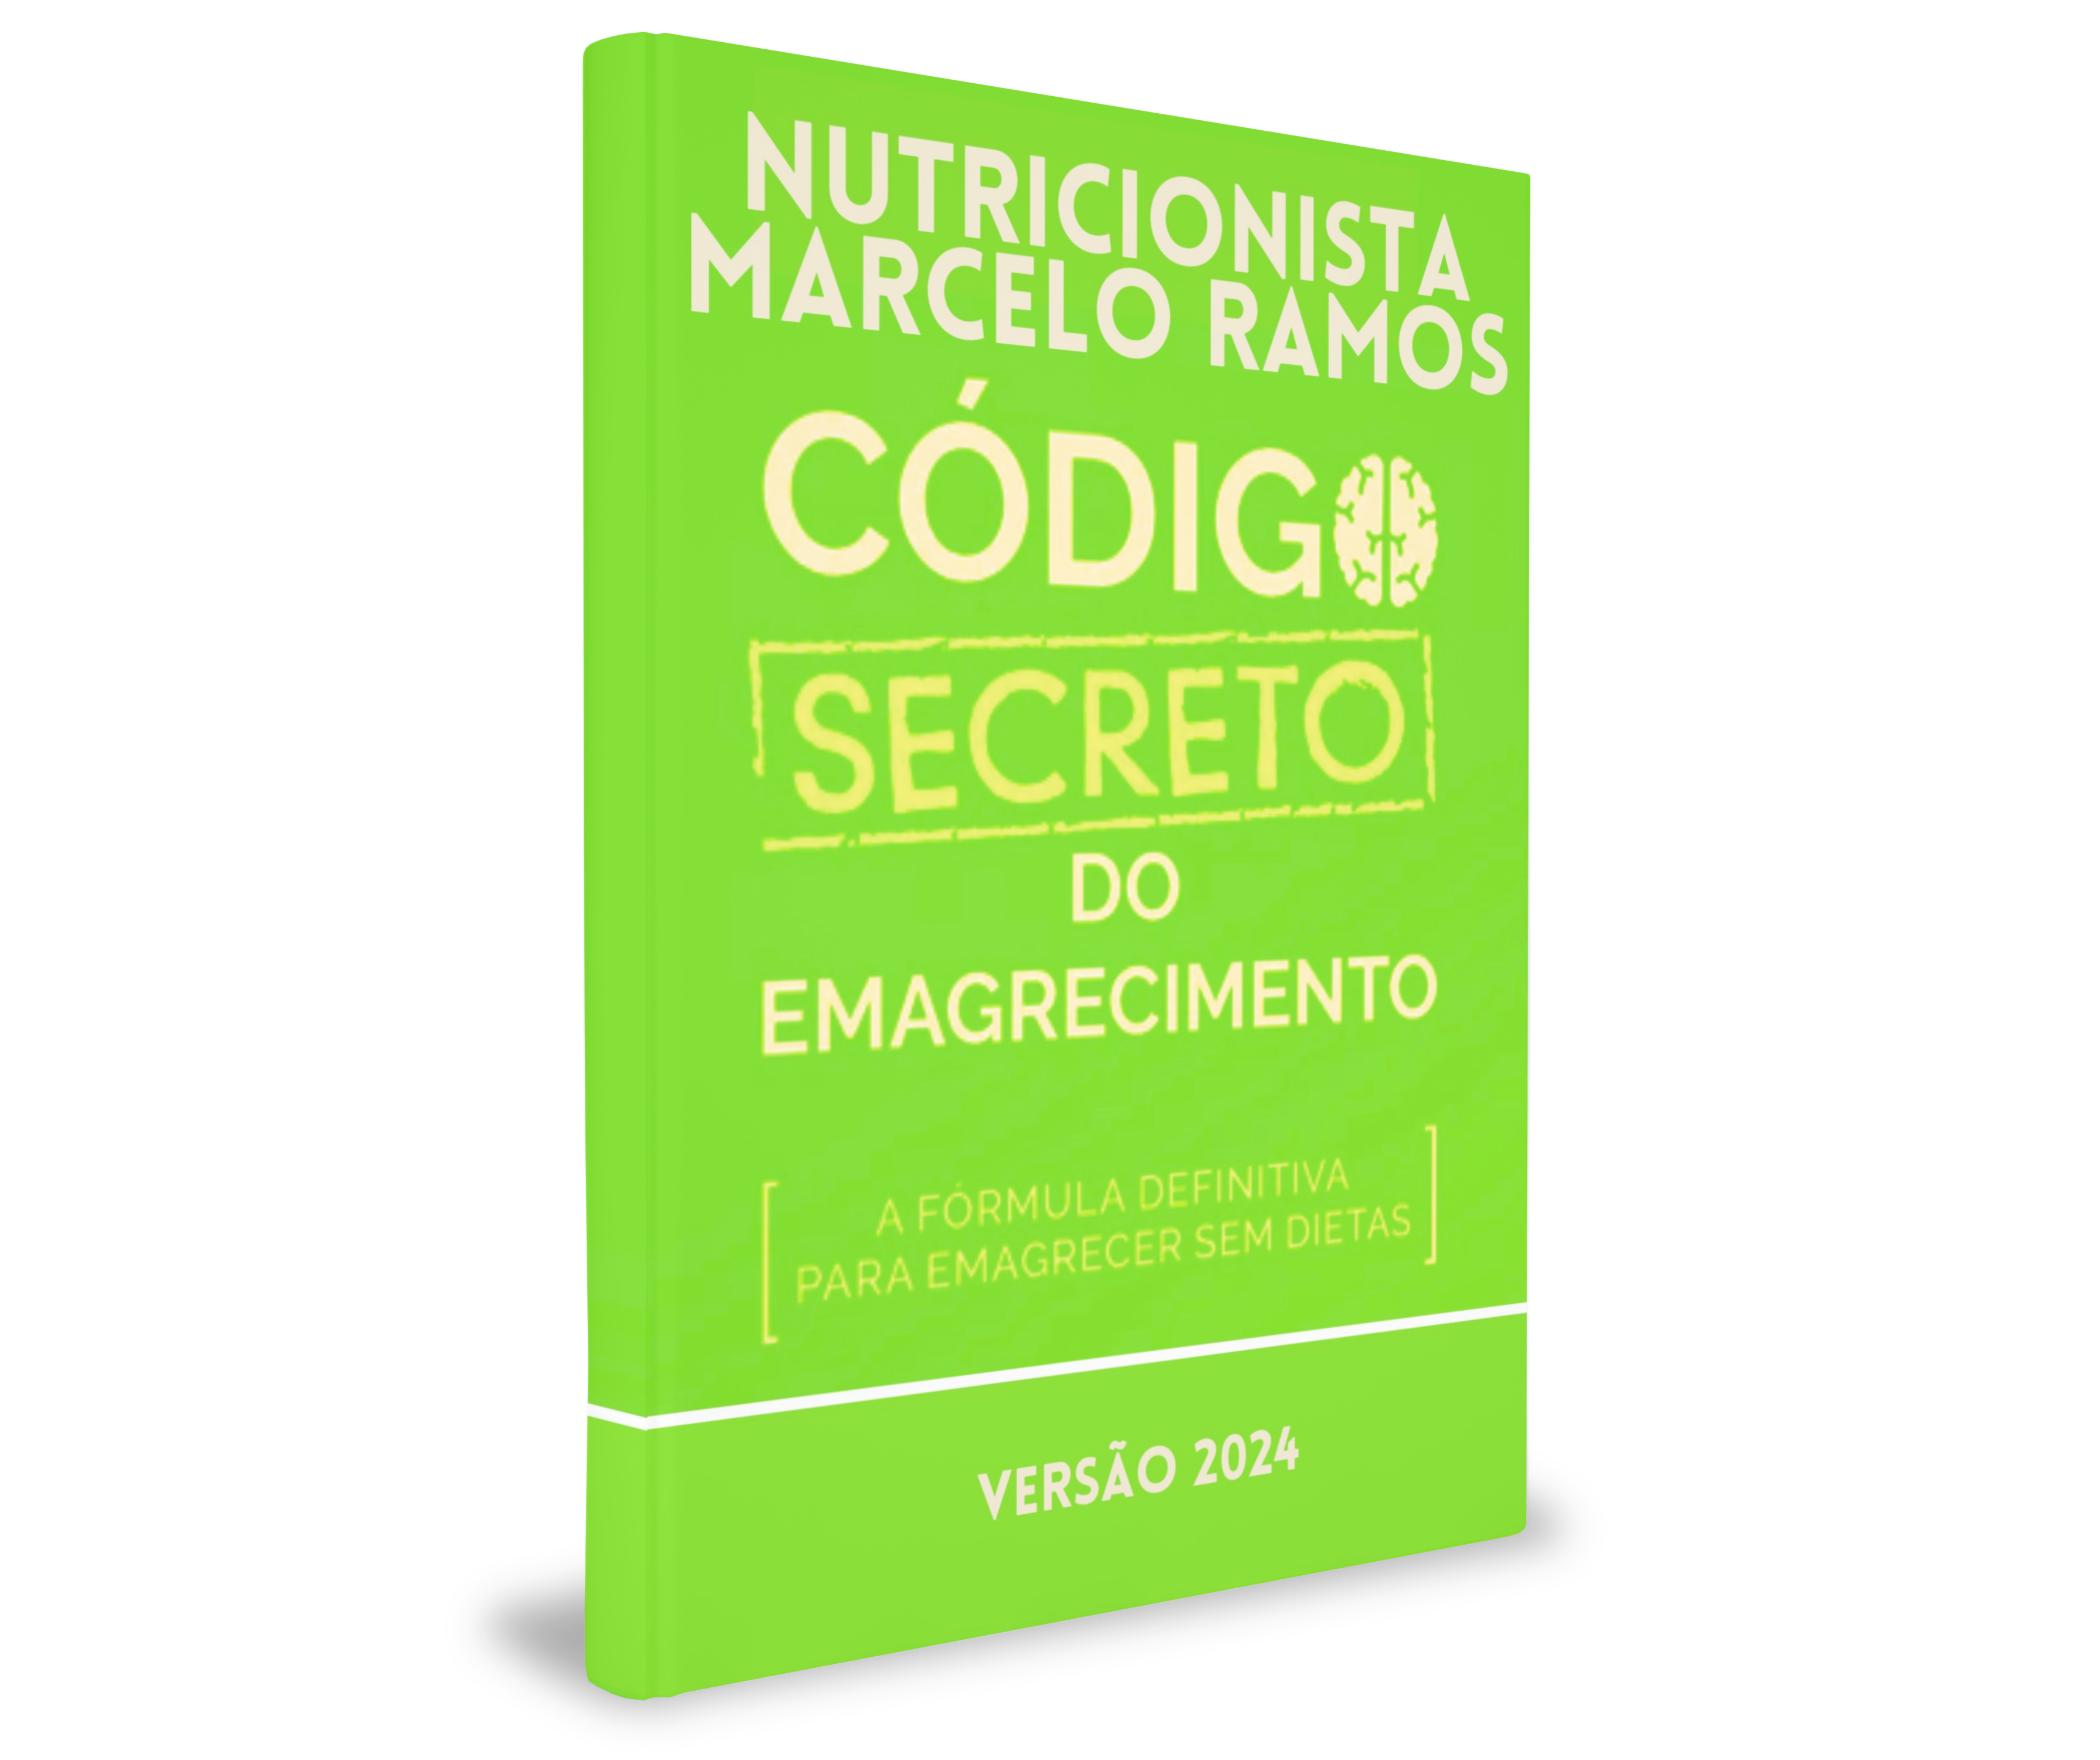 NUTRICIONISTA
MARCELO RAMOS
CÓDIGO
SECRETO
DO
EMAGRECIMENTO
A FÓRMULA DEFINITIVA
PARA EMAGRECER SEM DIETAS
VERSÃO 2024